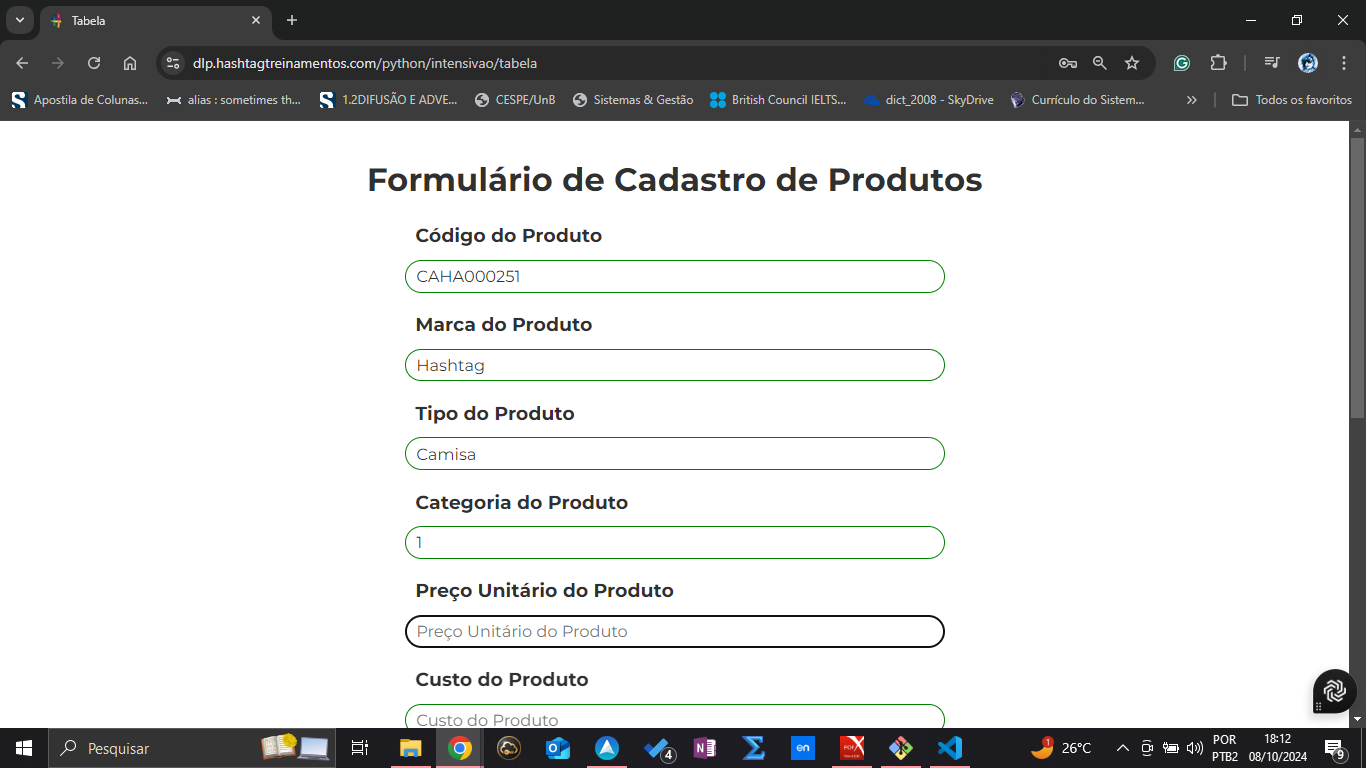 Tabela
dlp.hashtagtreinamentos.com/python/intensivao/tabela
Apostila de Colunas...
alias : sometimes th...
1.2DIFUSÃO E ADVE...
CESPE/UnB
Sistemas & Gestão
British Council IELTS...
dict_2008 - SkyDrive
Currículo do Sistem...
Todos os favoritos
Formulário de Cadastro de Produtos
Código do Produto
CAHA000251
Marca do Produto
Hashtag
Tipo do Produto
Camisa
Categoria do Produto
1
Preço Unitário do Produto
Preço Unitário do Produto
Custo do Produto
Custo do Produto
Pesquisar
4
en
1
26°C
POR
PTB2
18:12
08/10/2024
9